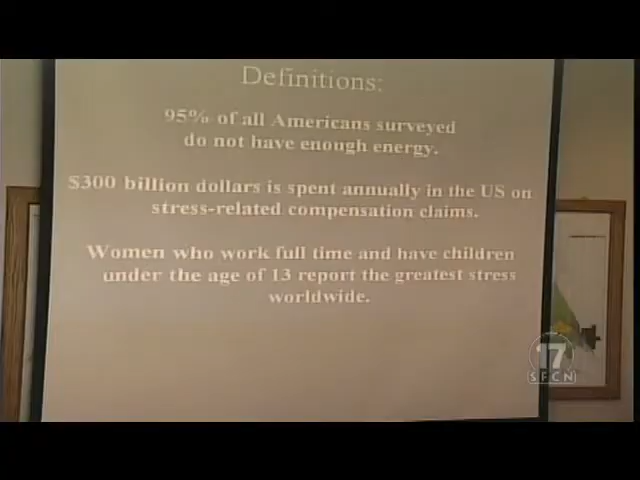 Definitions:
95% of all Americans surveyed
do not have enough energy.
$300 billion dollars is spent annually in the US on
stress-related compensation claims.
Women who work full time and have children
under the age of 13 report the greatest stress
worldwide.
17
SFCN